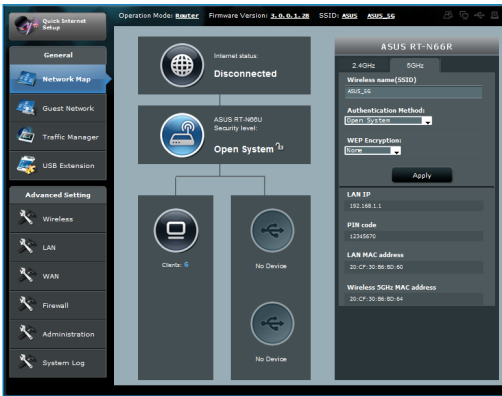 Quick Internet
Setup
Operation Mode: Router Firmware Version: 3.0.0.1.28 SSID: ASUS ASUS_5G
General
Network Map
Guest Network
Traffic Manager
USB Extension
Advanced Setting
Wireless
LAN
WAN
Firewall
Administration
System Log
Internet status:
Disconnected
ASUS RT-N66U
Security level:
Open System
Clients: 6
No Device
No Device
ASUS RT-N66R
2.4GHz 5GHz
Wireless name(SSID)
ASUS_5G
Authentication Method:
Open System
WEP Encryption:
None
Apply
LAN IP
192.168.1.1
PIN code
12345670
LAN MAC address
20:CF:30:B6:8D:60
Wireless 5GHz MAC address
20:CF:30:B6:8D:64